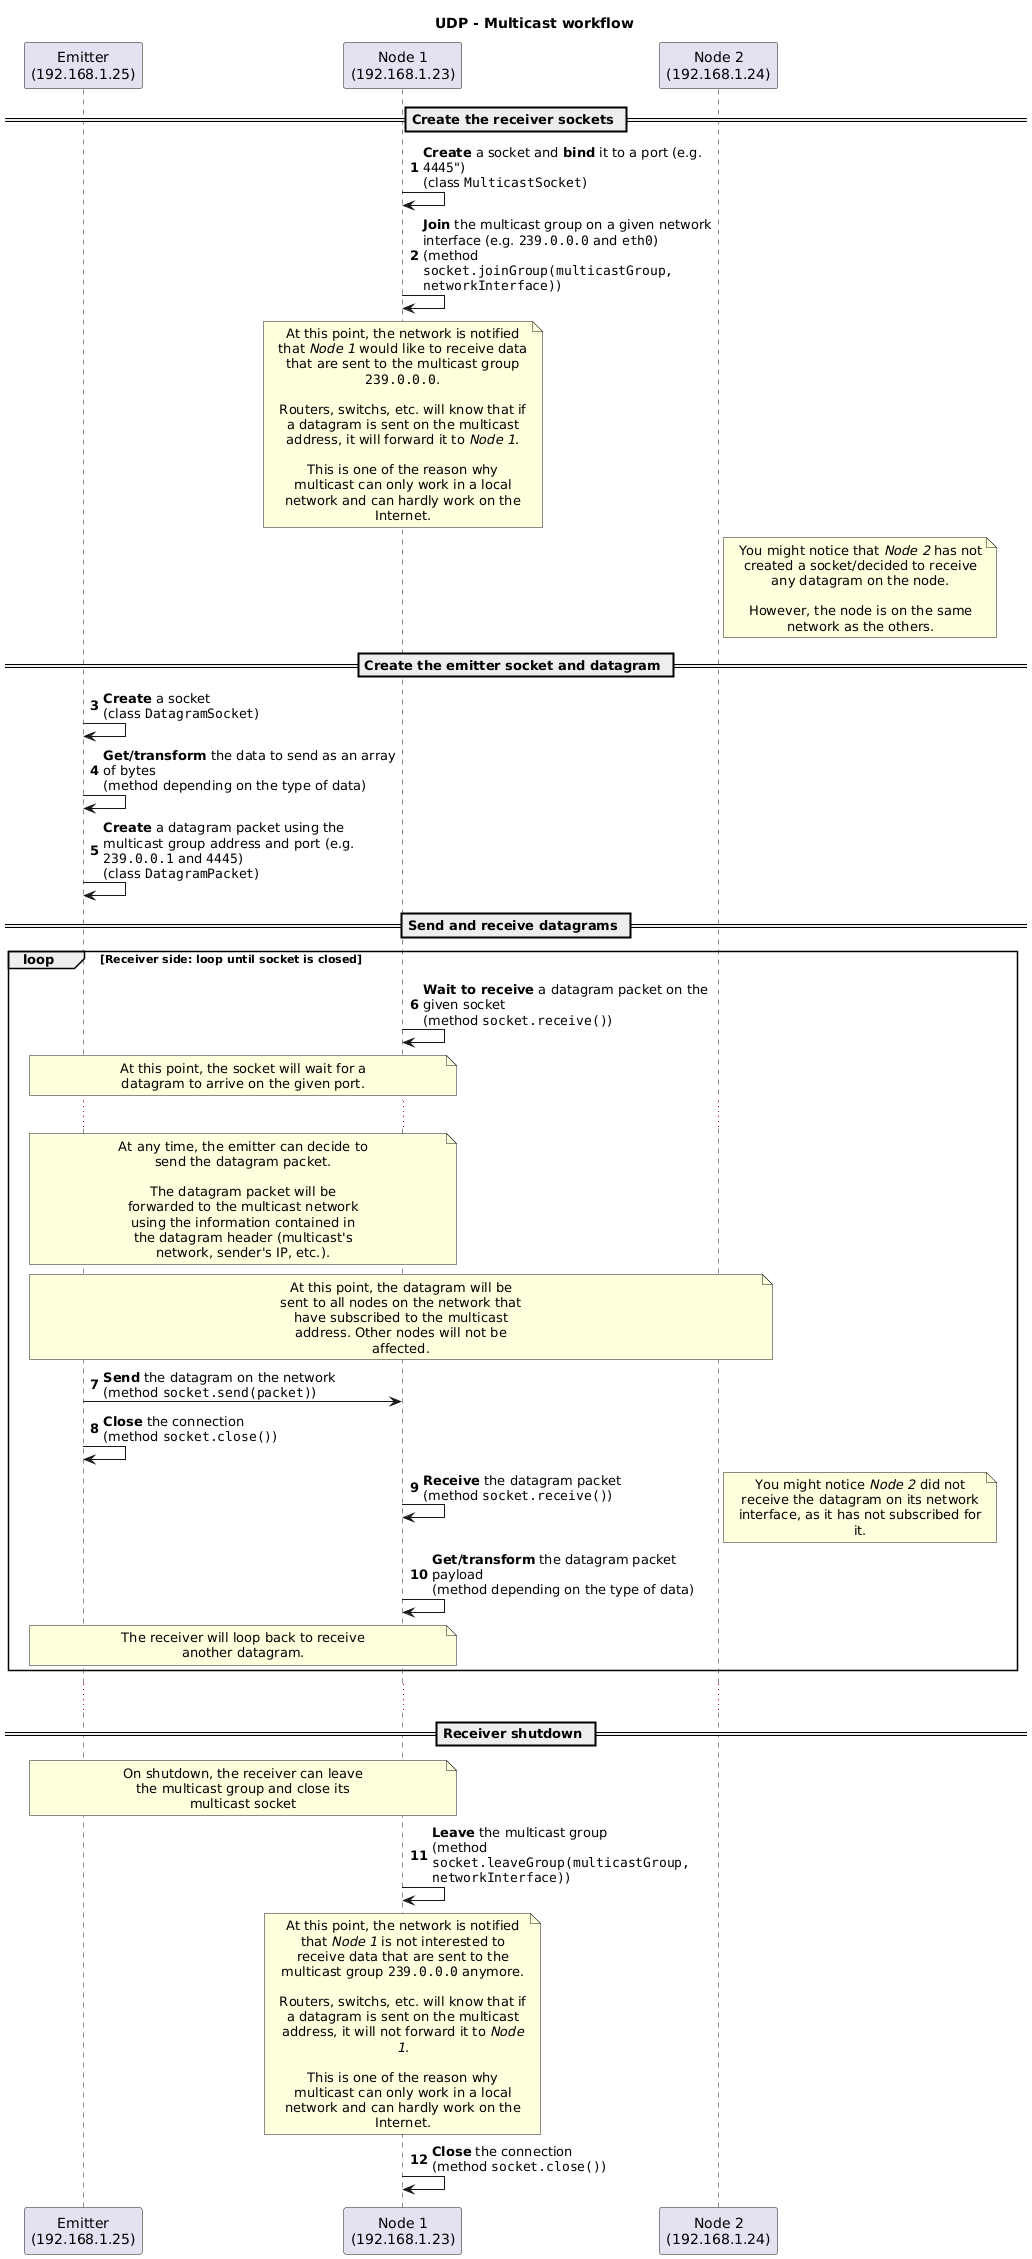 UDP - Multicast workflow
Emitter
(192.168.1.25)
Node 1
(192.168.1.23)
Node 2
(192.168.1.24)
Create the receiver sockets
1 Create a socket and bind it to a port (e.g.
4445")
(class MulticastSocket)
Join the multicast group on a given network
interface (e.g. 239.0.0.0 and eth0)
2 (method
socket.joinGroup(multicastGroup,
networkInterface))
At this point, the network is notified
that Node 1 would like to receive data
that are sent to the multicast group
239.0.0.0.
Routers, switchs, etc. will know that if
a datagram is sent on the multicast
address, it will forward it to Node 1.
This is one of the reason why
multicast can only work in a local
network and can hardly work on the
Internet.
You might notice that Node 2 has not
created a socket/decided to receive
any datagram on the node.
However, the node is on the same
network as the others.
Create the emitter socket and datagram
3 Create a socket
(class DatagramSocket)
Get/transform the data to send as an array
4 of bytes
(method depending on the type of data)
Create a datagram packet using the
multicast group address and port (e.g.
5 239.0.0.1 and 4445)
(class DatagramPacket)
Send and receive datagrams
loop [Receiver side: loop until socket is closed]
Wait to receive a datagram packet on the
6 given socket
(method socket.receive())
At this point, the socket will wait for a
datagram to arrive on the given port.
At any time, the emitter can decide to
send the datagram packet.
The datagram packet will be
forwarded to the multicast network
using the information contained in
the datagram header (multicast's
network, sender's IP, etc.).
At this point, the datagram will be
sent to all nodes on the network that
have subscribed to the multicast
address. Other nodes will not be
affected.
7 Send the datagram on the network
(method socket.send(packet))
8 Close the connection
(method socket.close())
9 Receive the datagram packet
(method socket.receive())
You might notice Node 2 did not
receive the datagram on its network
interface, as it has not subscribed for
it.
Get/transform the datagram packet
10 payload
(method depending on the type of data)
The receiver will loop back to receive
another datagram.
Receiver shutdown
On shutdown, the receiver can leave
the multicast group and close its
multicast socket
Leave the multicast group
11 (method
socket.leaveGroup(multicastGroup,
networkInterface))
At this point, the network is notified
that Node 1 is not interested to
receive data that are sent to the
multicast group 239.0.0.0 anymore.
Routers, switchs, etc. will know that if
a datagram is sent on the multicast
address, it will not forward it to Node
1.
This is one of the reason why
multicast can only work in a local
network and can hardly work on the
Internet.
12 Close the connection
(method socket.close())
Emitter
(192.168.1.25)
Node 1
(192.168.1.23)
Node 2
(192.168.1.24)